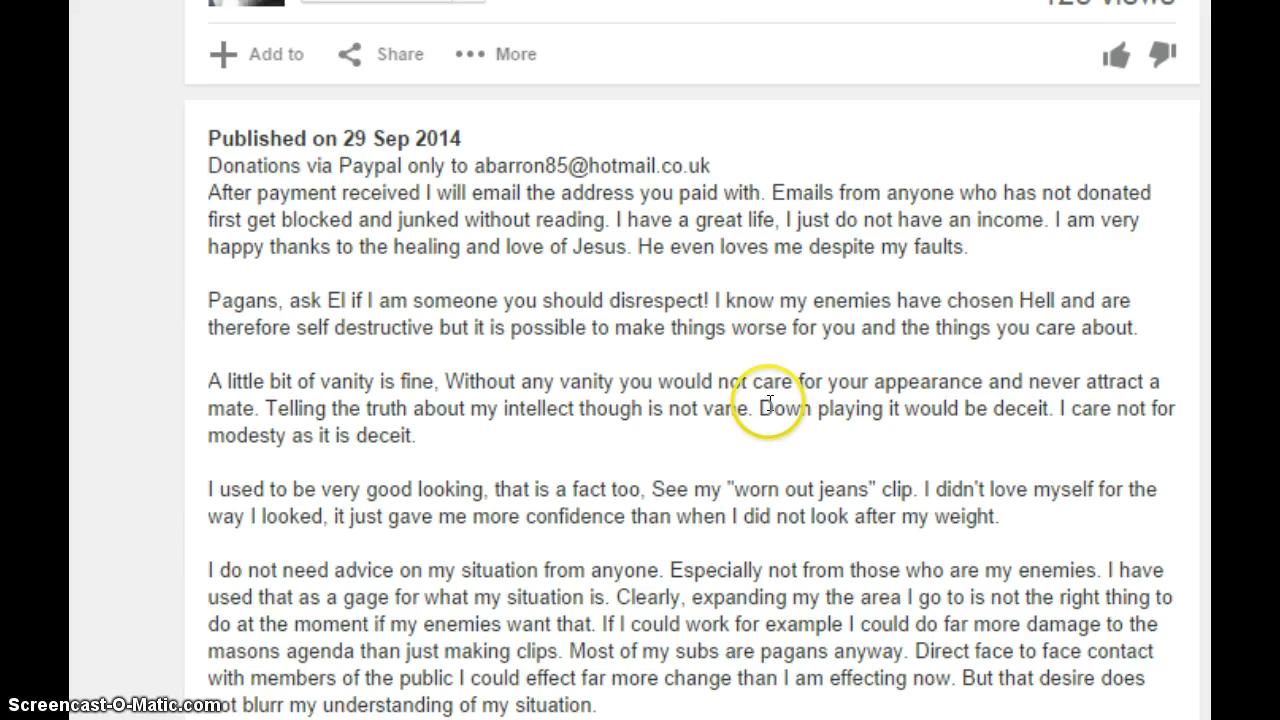 Add to Share More
Published on 29 Sep 2014
Donations via Paypal only to abarron85@hotmail.co.uk
After payment received I will email the address you paid with. Emails from anyone who has not donated
first get blocked and junked without reading. I have a great life, I just do not have an income. I am very
happy thanks to the healing and love of Jesus. He even loves me despite my faults.
Pagans, ask El if I am someone you should disrespect! I know my enemies have chosen Hell and are
therefore self destructive but it is possible to make things worse for you and the things you care about.
A little bit of vanity is fine, Without any vanity you would not care for your appearance and never attract a
mate. Telling the truth about my intellect though is not vane. Down playing it would be deceit. I care not for
modesty as it is deceit.
I used to be very good looking, that is a fact too, See my "worn out jeans" clip. I didn't love myself for the
way I looked, it just gave me more confidence than when I did not look after my weight.
I do not need advice on my situation from anyone. Especially not from those who are my enemies. I have
used that as a gage for what my situation is. Clearly, expanding my the area I go to is not the right thing to
do at the moment if my enemies want that. If I could work for example I could do far more damage to the
masons agenda than just making clips. Most of my subs are pagans anyway. Direct face to face contact
with members of the public I could effect far more change than I am effecting now. But that desire does
not blurr my understanding of my situation.
Screencast-O-Matic.com